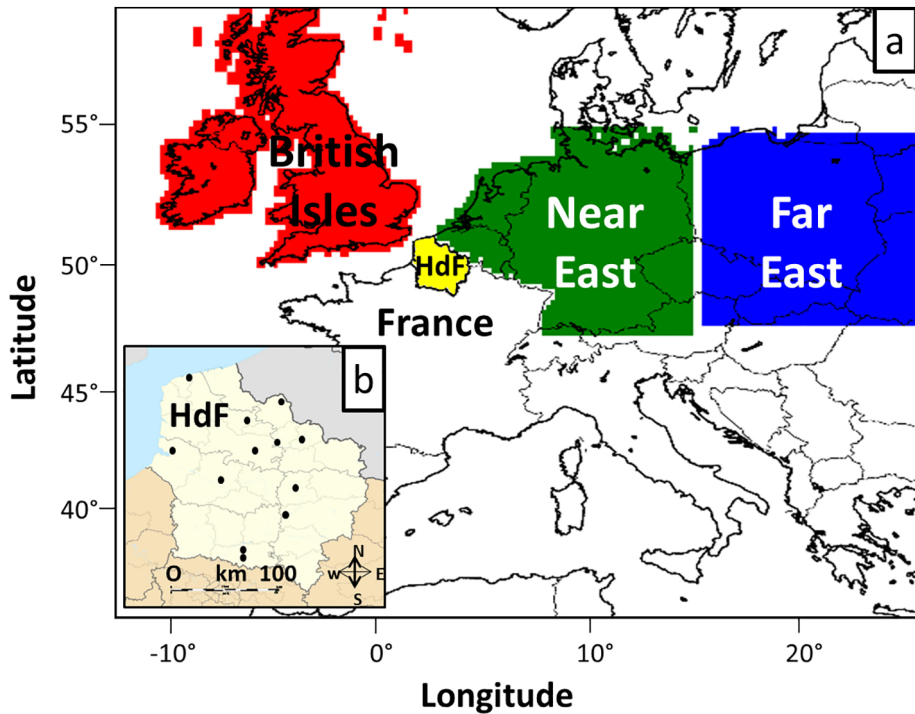 a
55°
British
Isles
Near
East
Far
East
50°
HdF
France
Latitude
b
HdF
45°
40°
N
W E
S
O km 100
-10°
0°
10°
20°
Longitude